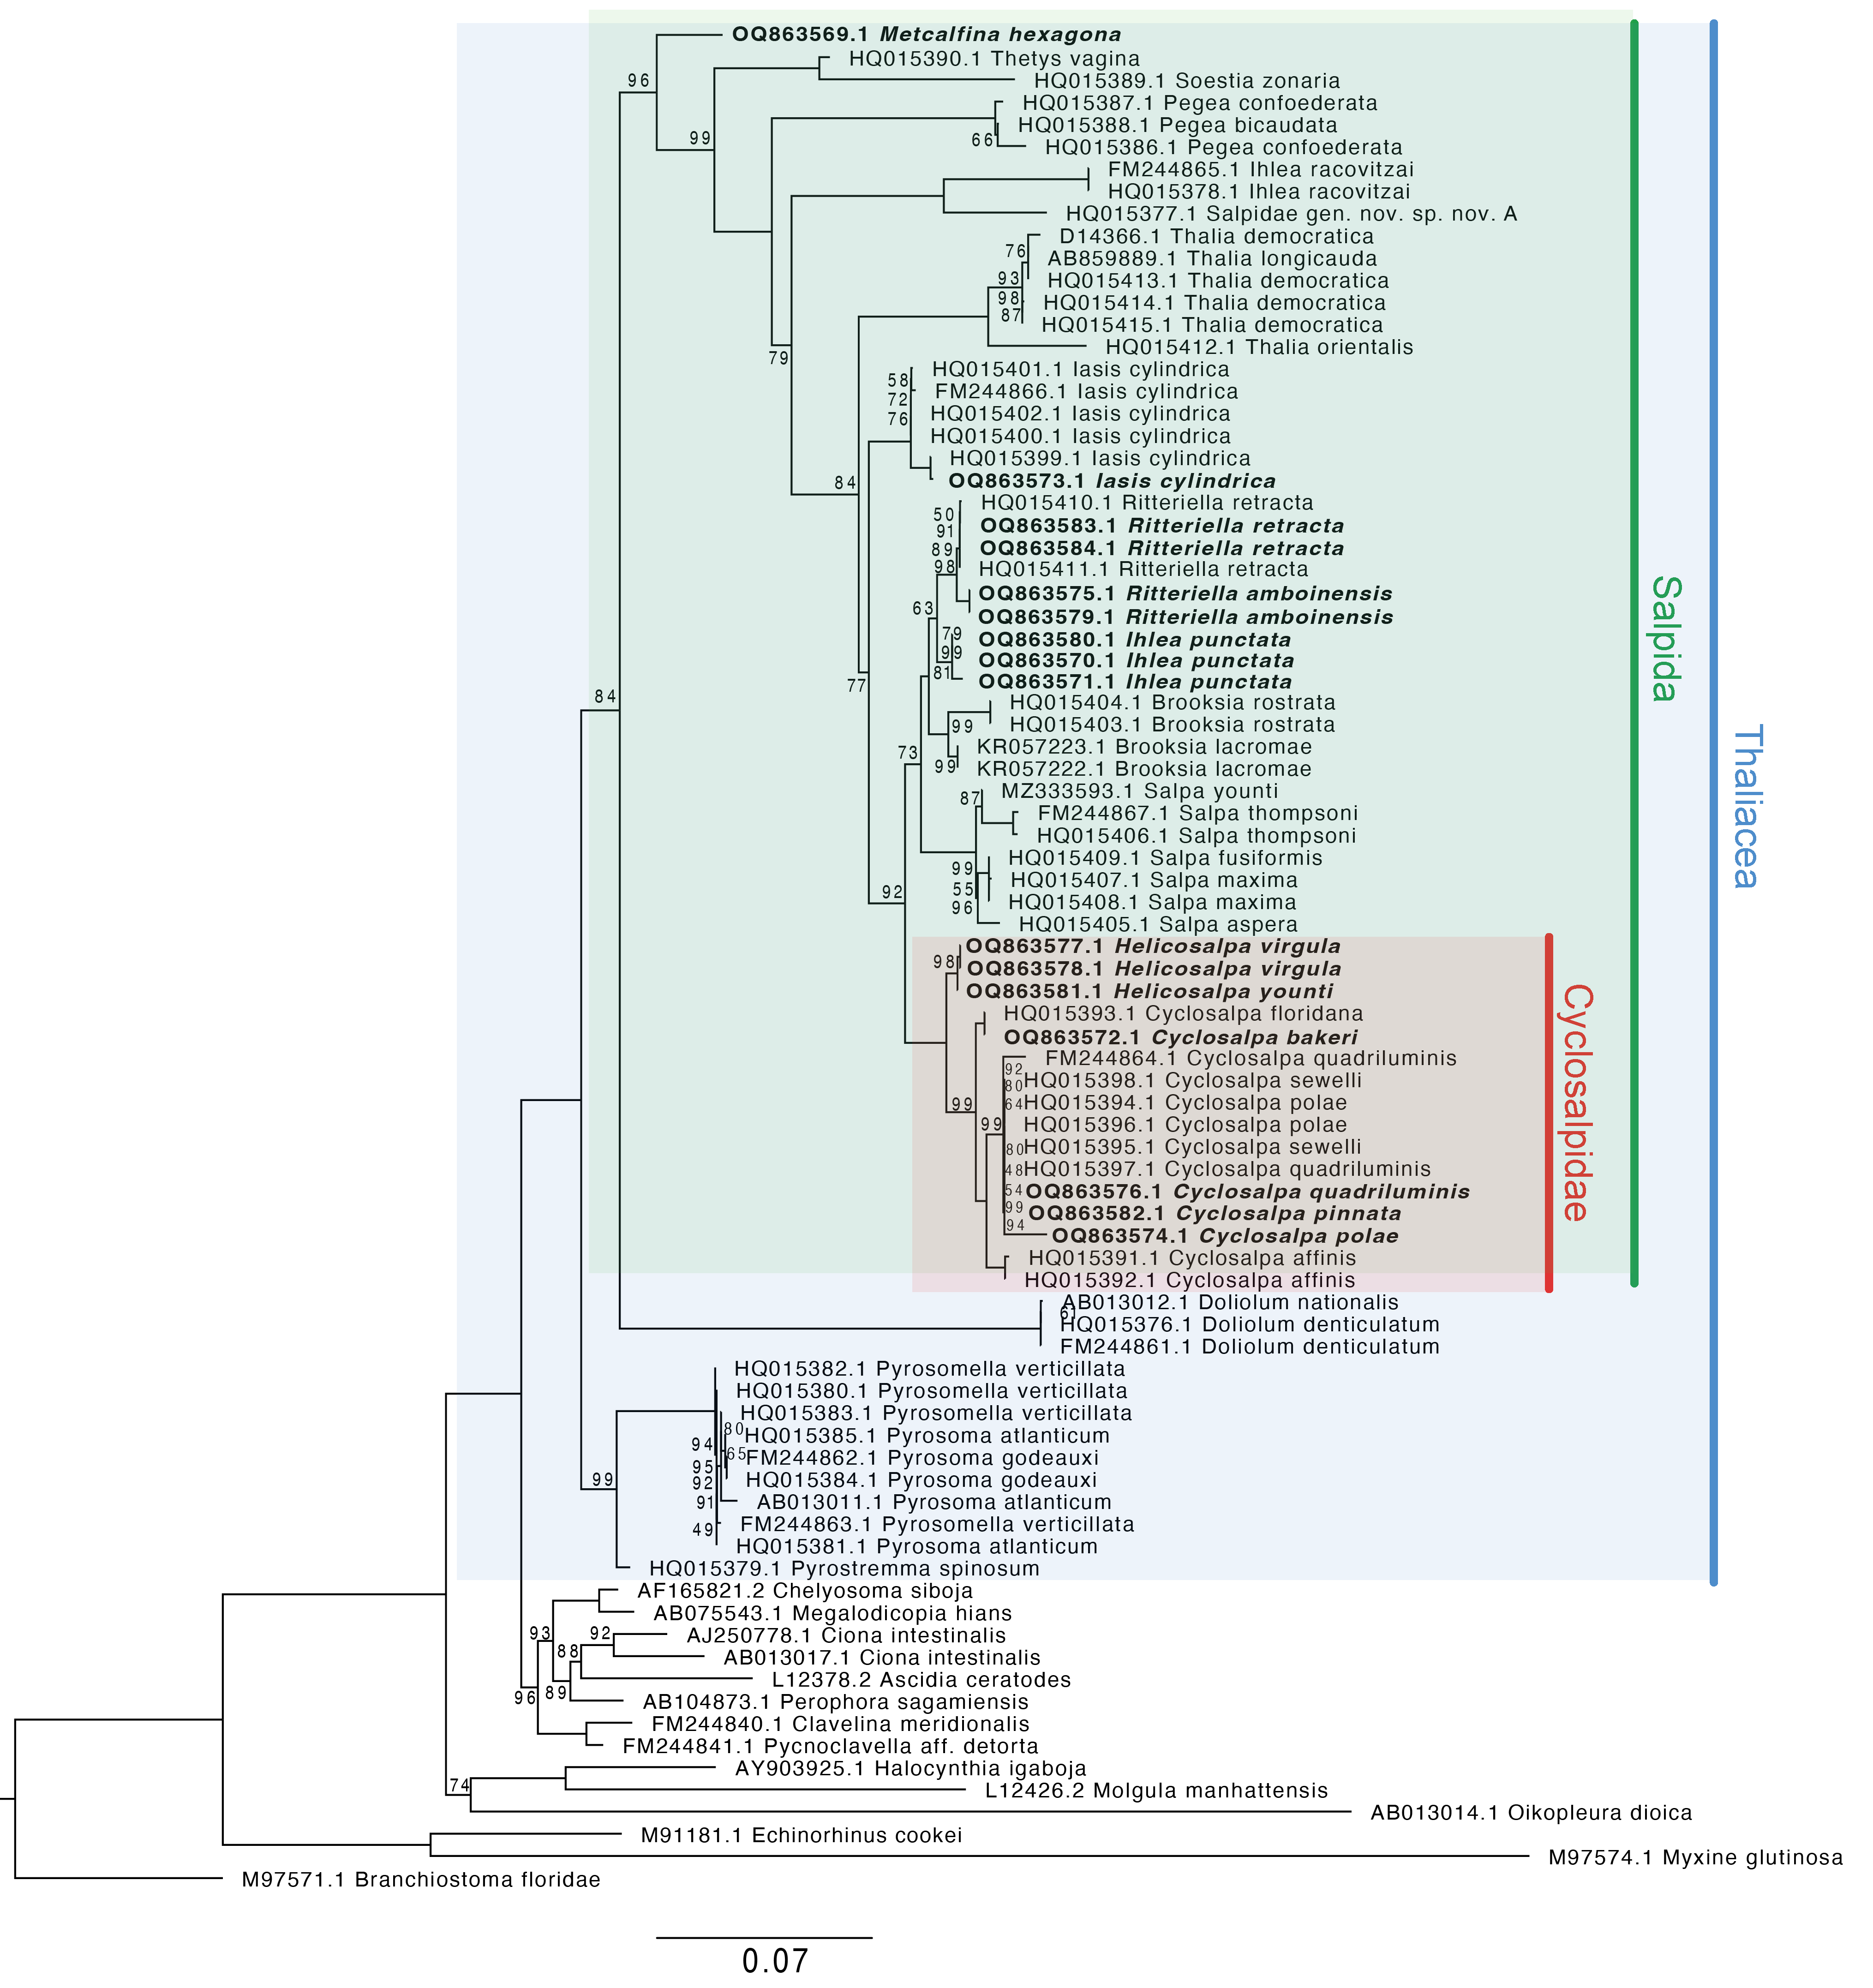 OQ863569.1 Metcalfina hexagona
HQ015390.1 Thetys vagina
96
HQ015389.1 Soestia zonaria
HQ015387.1 Pegea confoederata
HQ015388.1 Pegea bicaudata
99
66
HQ015386.1 Pegea confoederata
FM244865.1 Ihlea racovitzai
HQ015378.1 Ihlea racovitzai
HQ015377.1 Salpidae gen. nov. sp. nov. A
D14366.1 Thalia democratica
76
AB859889.1 Thalia longicauda
93
HQ015413.1 Thalia democratica
98
HQ015414.1 Thalia democratica
87
HQ015415.1 Thalia democratica
HQ015412.1 Thalia orientalis
79
HQ015401.1 Iasis cylindrica
58
FM244866.1 Iasis cylindrica
72
HQ015402.1 Iasis cylindrica
76
HQ015400.1 Iasis cylindrica
HQ015399.1 Iasis cylindrica
84
OQ863573.1 Iasis cylindrica
HQ015410.1 Ritteriella retracta
50
OQ863583.1 Ritteriella retracta
91
OQ863584.1 Ritteriella retracta
89
98
HQ015411.1 Ritteriella retracta
OQ863575.1 Ritteriella amboinensis
63
OQ863579.1 Ritteriella amboinensis
79
OQ863580.1 Ihlea punctata
99
OQ863570.1 Ihlea punctata
81
OQ863571.1 Ihlea punctata
77
84
HQ015404.1 Brooksia rostrata
99
HQ015403.1 Brooksia rostrata
73
KR057223.1 Brooksia lacromae
99
KR057222.1 Brooksia lacromae
MZ333593.1 Salpa younti
87
FM244867.1 Salpa thompsoni
HQ015406.1 Salpa thompsoni
HQ015409.1 Salpa fusiformis
99
HQ015407.1 Salpa maxima
55
92
HQ015408.1 Salpa maxima
96
HQ015405.1 Salpa aspera
OQ863577.1 Helicosalpa virgula
98
OQ863578.1 Helicosalpa virgula
OQ863581.1 Helicosalpa younti
HQ015393.1 Cyclosalpa floridana
OQ863572.1 Cyclosalpa bakeri
FM244864.1 Cyclosalpa quadriluminis
92
80 HQ015398.1 Cyclosalpa sewelli
99
64 HQ015394.1 Cyclosalpa polae
99
HQ015396.1 Cyclosalpa polae
80 HQ015395.1 Cyclosalpa sewelli
48 HQ015397.1 Cyclosalpa quadriluminis
54 OQ863576.1 Cyclosalpa quadriluminis
99 OQ863582.1 Cyclosalpa pinnata
94
OQ863574.1 Cyclosalpa polae
HQ015391.1 Cyclosalpa affinis
HQ015392.1 Cyclosalpa affinis
AB013012.1 Doliolum nationalis
61
HQ015376.1 Doliolum denticulatum
FM244861.1 Doliolum denticulatum
HQ015382.1 Pyrosomella verticillata
HQ015380.1 Pyrosomella verticillata
HQ015383.1 Pyrosomella verticillata
80
HQ015385.1 Pyrosoma atlanticum
94
65
FM244862.1 Pyrosoma godeauxi
95
HQ015384.1 Pyrosoma godeauxi
99
92
AB013011.1 Pyrosoma atlanticum
91
FM244863.1 Pyrosomella verticillata
49
HQ015381.1 Pyrosoma atlanticum
HQ015379.1 Pyrostremma spinosum
AF165821.2 Chelyosoma siboja
AB075543.1 Megalodicopia hians
93
92
AJ250778.1 Ciona intestinalis
88
AB013017.1 Ciona intestinalis
L12378.2 Ascidia ceratodes
96
89
AB104873.1 Perophora sagamiensis
FM244840.1 Clavelina meridionalis
FM244841.1 Pycnoclavella aff. detorta
AY903925.1 Halocynthia igaboja
74
L12426.2 Molgula manhattensis
AB013014.1 Oikopleura dioica
M91181.1 Echinorhinus cookei
M97574.1 Myxine glutinosa
M97571.1 Branchiostoma floridae
0.07
Cyclosalpidae
Salpida
Thaliacea